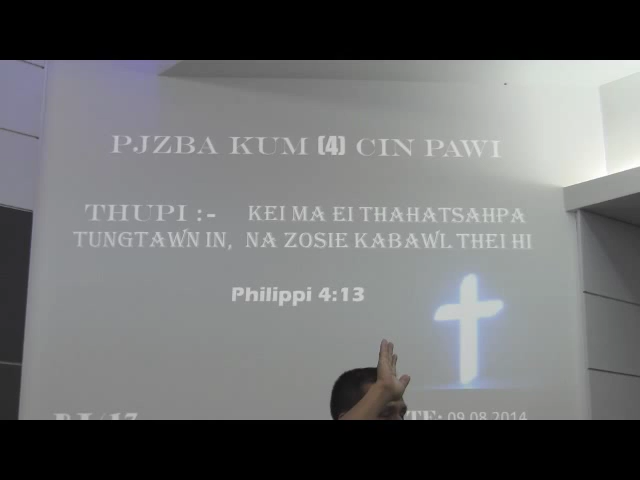 PJZBA KUM (4) CIN PAWI
THUPI :- KEI MA EI THAHATSAHPA
TUNGTAWN IN, NA ZOSIE KABAWL THEI HI
Philippi 4:13
09.08.2014